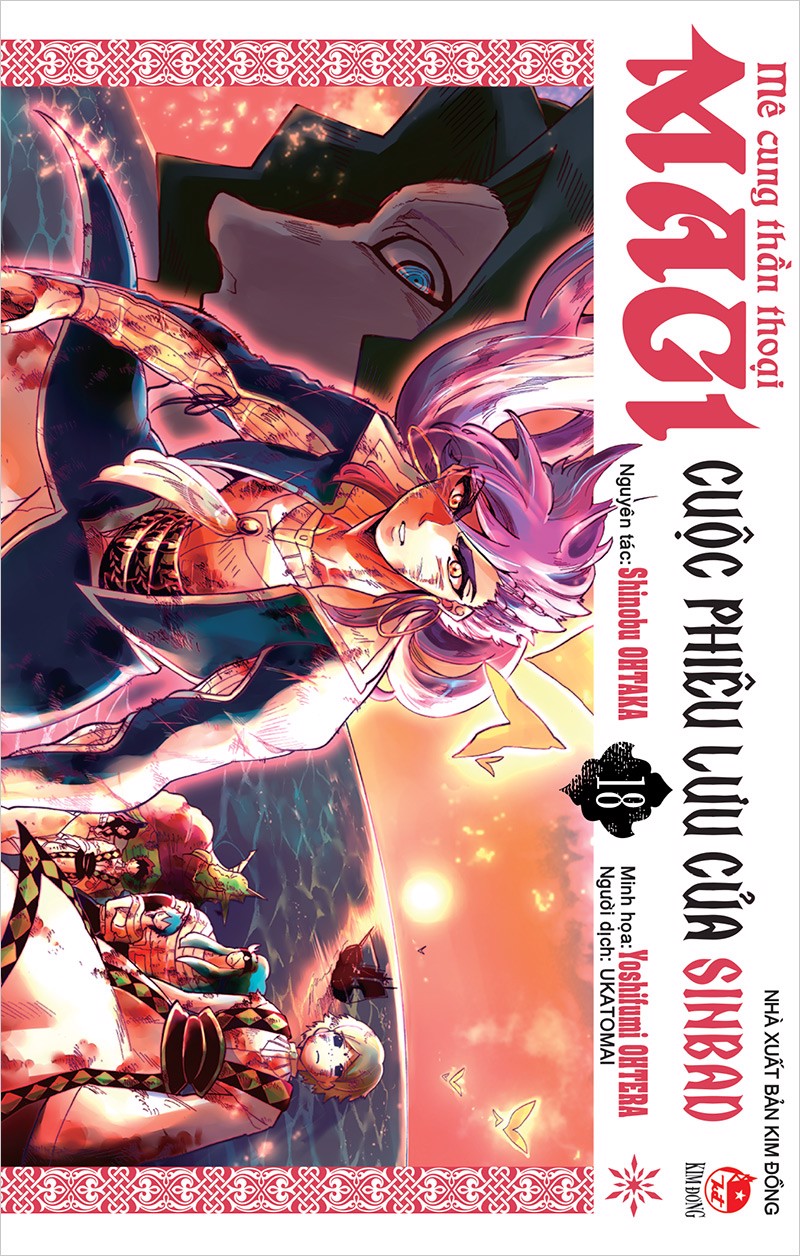 Mê cung thần thoại
MAGI
CUỘC PHIÊU LƯU CỦA SINBAD
Nguyên tác: Shinobu OHTAKA
18
Minh họa: Yoshifumi OHTERA
Người dịch: UKATOMAI
NHÀ XUẤT BẢN KIM ĐỒNG
KIM ĐỒNG